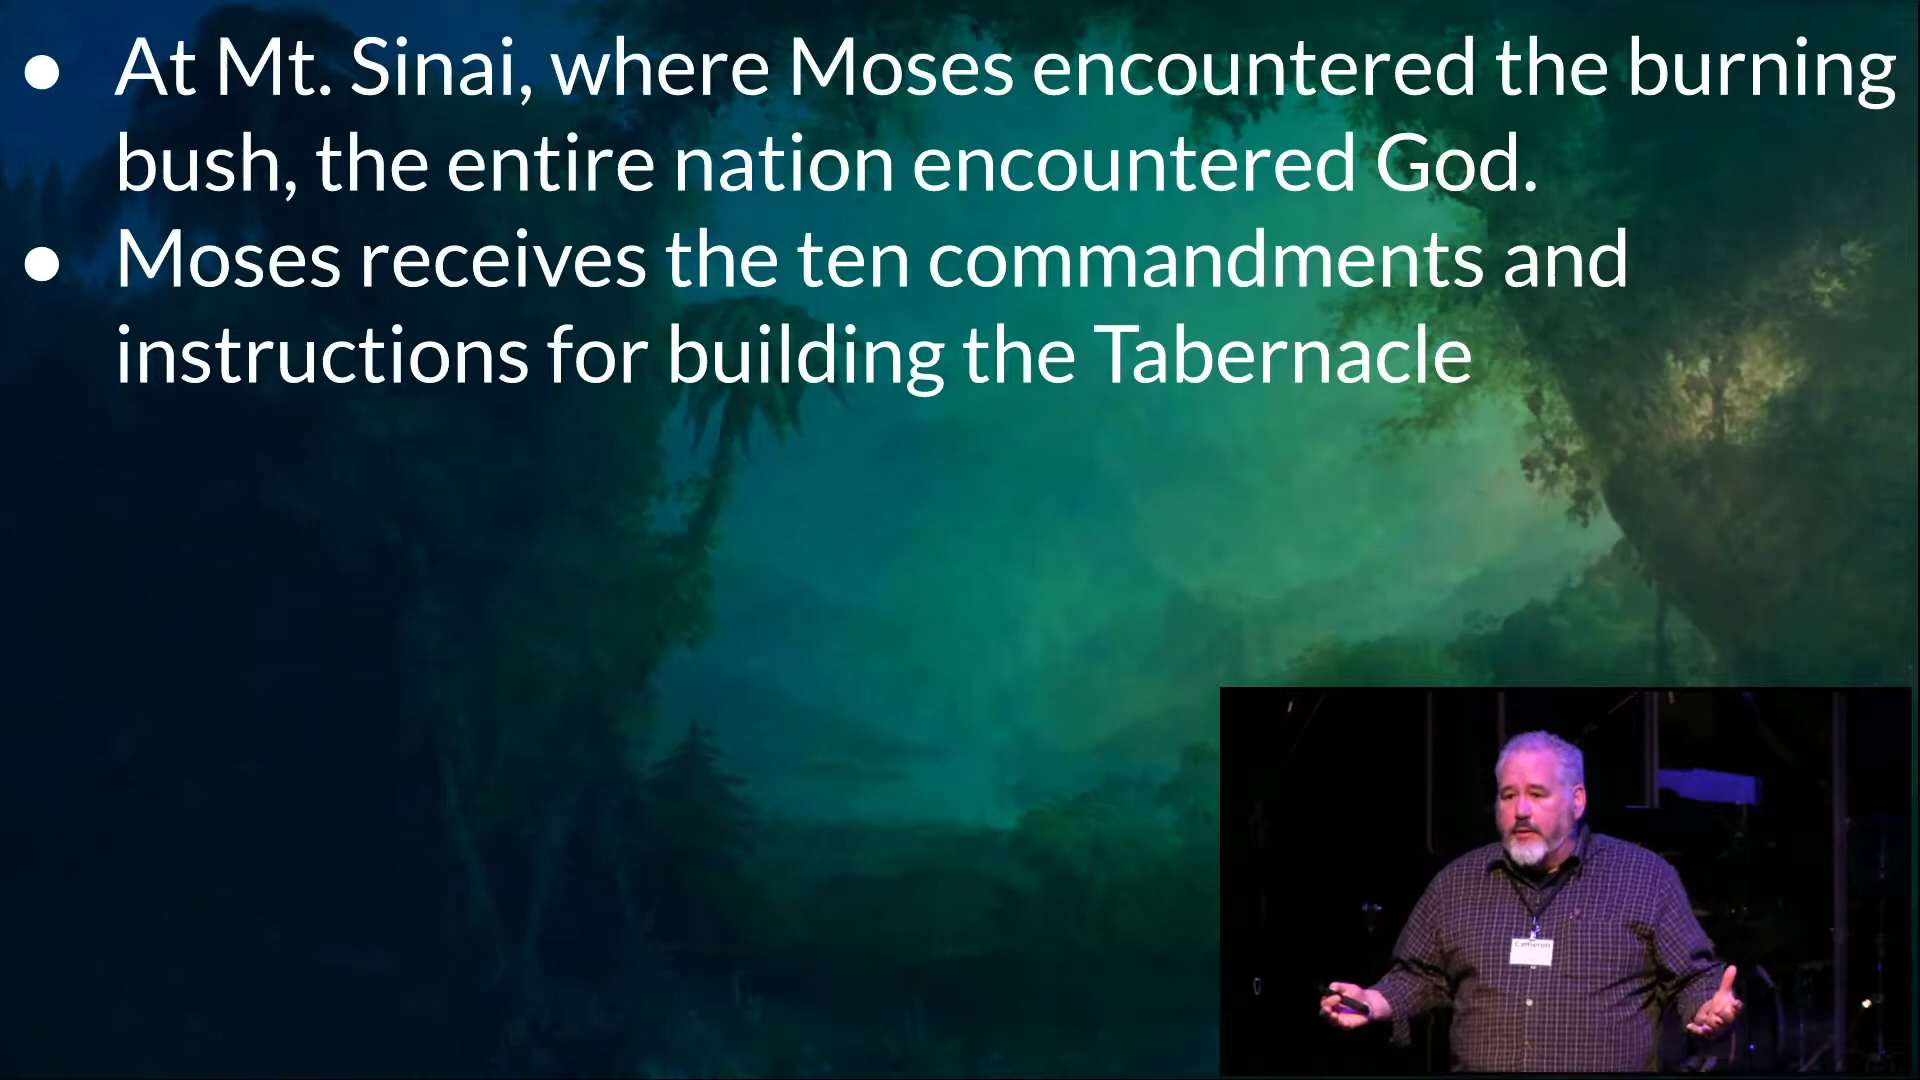 ● At Mt. Sinai, where Moses encountered the burning
bush, the entire nation encountered God.
● Moses receives the ten commandments and
instructions for building the Tabernacle
Cameron